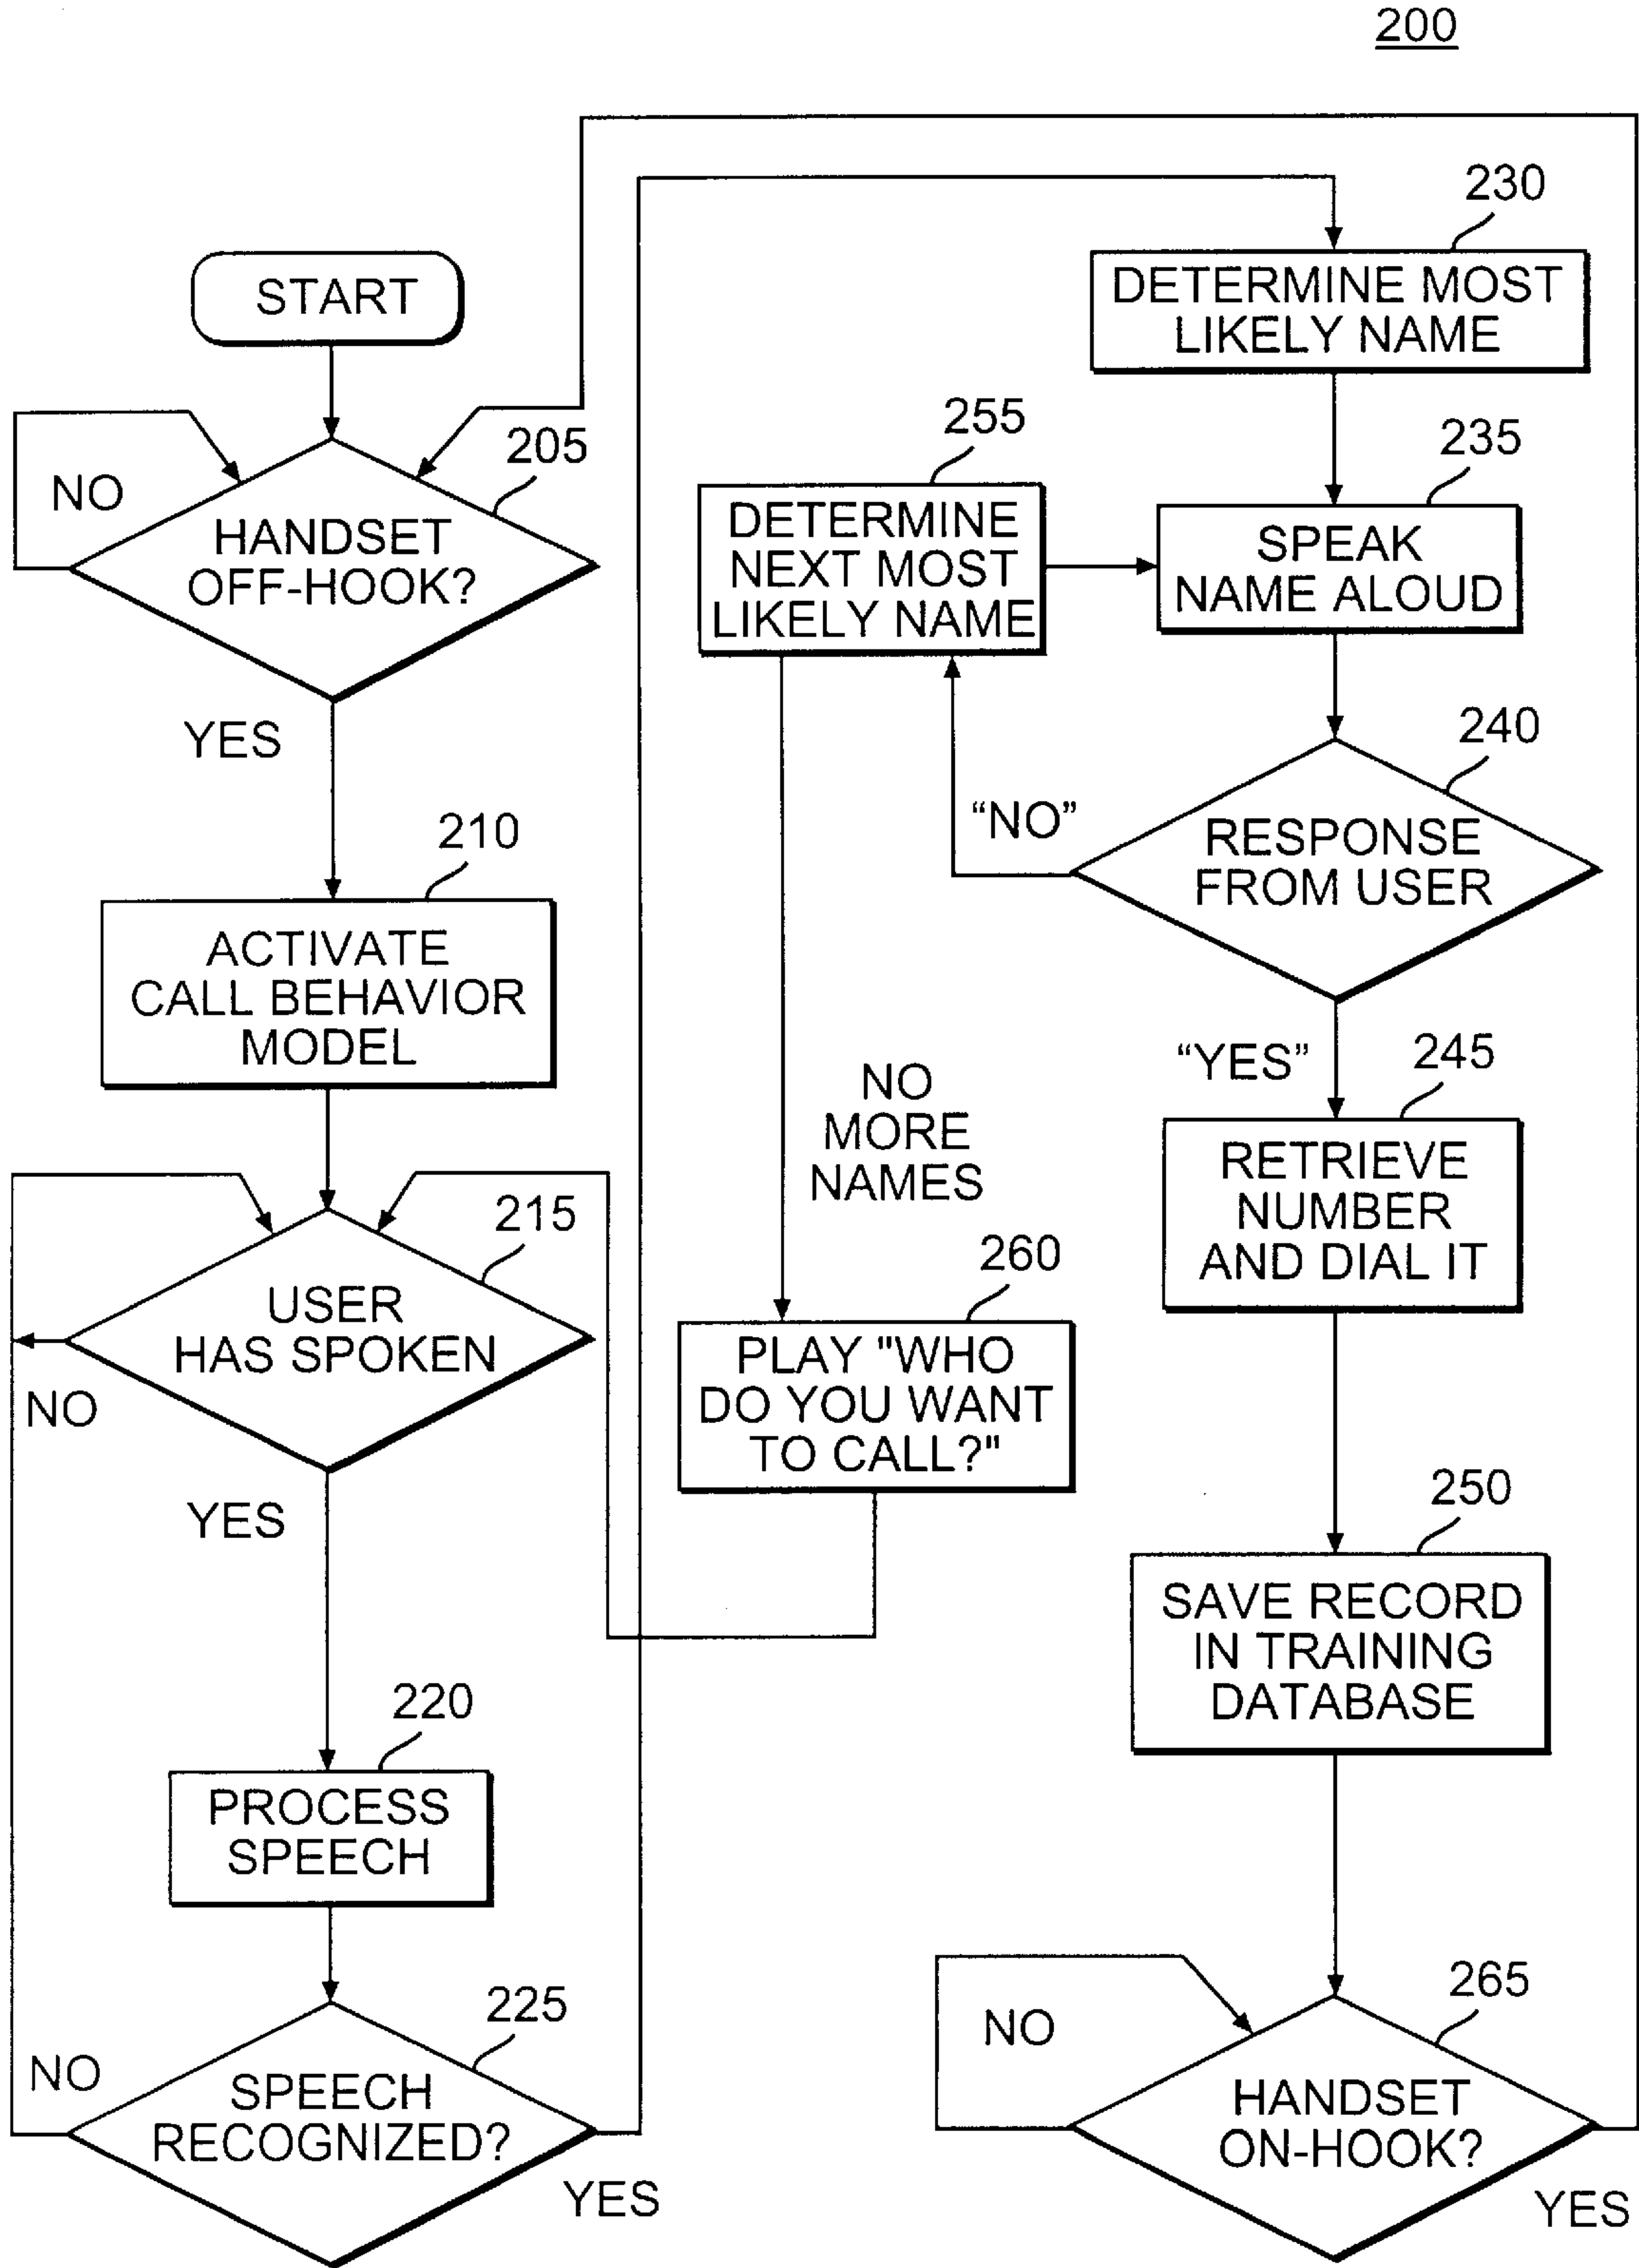 200
START
NO
205
HANDSET
OFF-HOOK?
YES
210
ACTIVATE
CALL BEHAVIOR
MODEL
215
USER
HAS SPOKEN
NO
YES
220
PROCESS
SPEECH
225
NO
SPEECH
RECOGNIZED?
YES
230
DETERMINE MOST
LIKELY NAME
255
DETERMINE
NEXT MOST
LIKELY NAME
235
SPEAK
NAME ALOUD
240
"NO"
RESPONSE
FROM USER
"YES"
NO
MORE
NAMES
245
RETRIEVE
NUMBER
AND DIAL IT
260
PLAY "WHO
DO YOU WANT
TO CALL?"
250
SAVE RECORD
IN TRAINING
DATABASE
265
NO
HANDSET
ON-HOOK?
YES